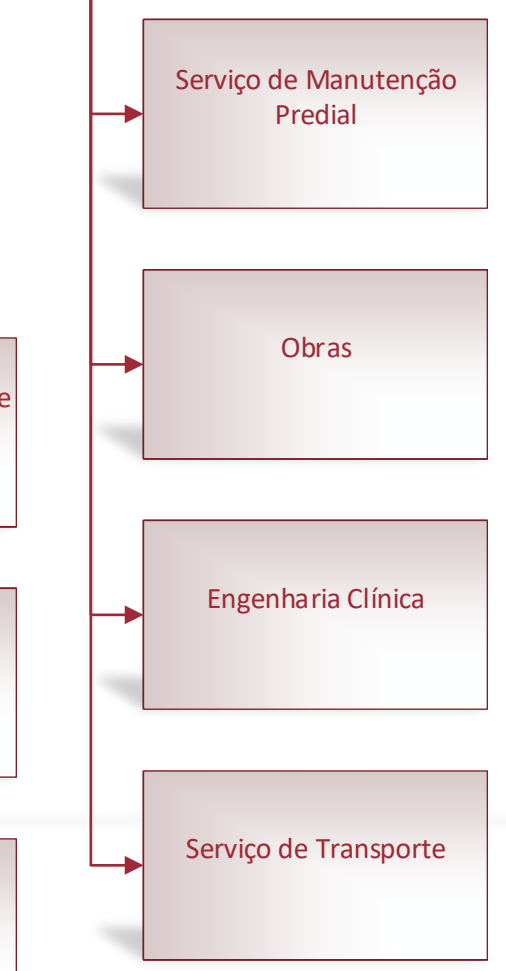 Serviço de Manutenção
Predial
Obras
e
Engenharia Clínica
Serviço de Transporte